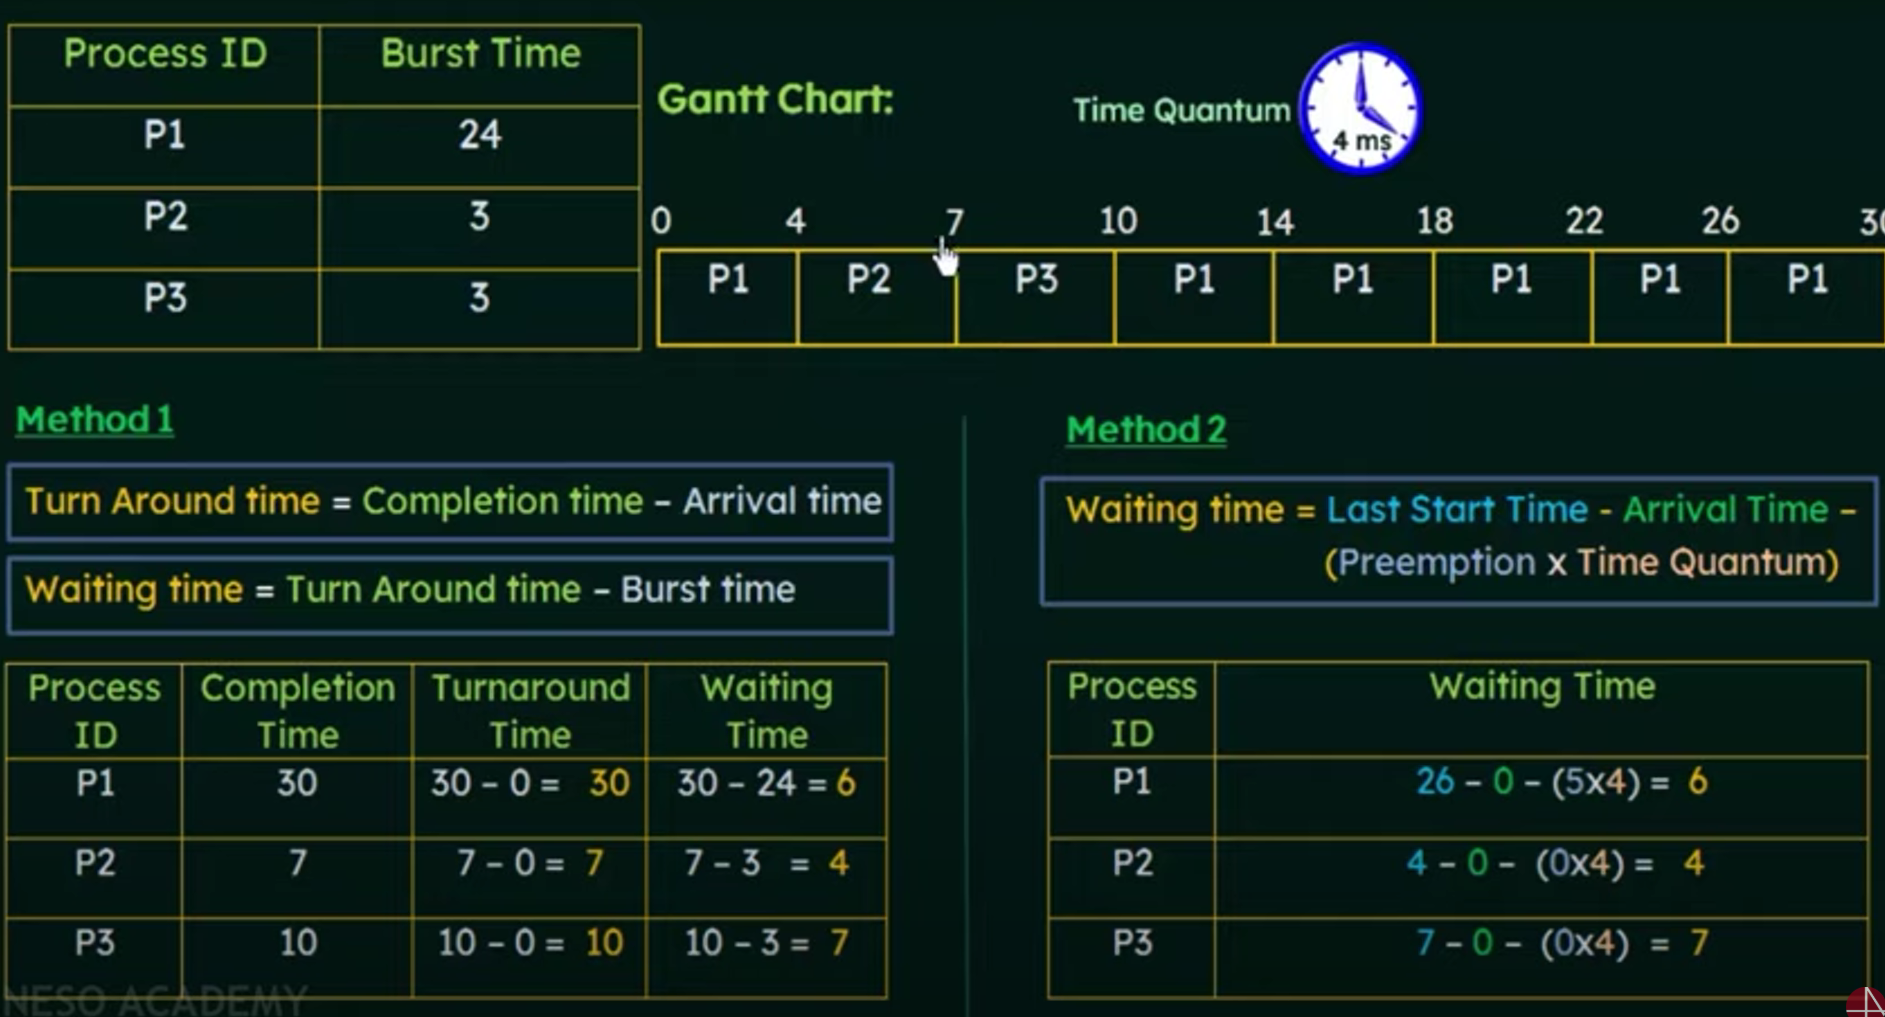 Process ID Burst Time
P1 24
P2 3
P3 3
Gantt Chart:
Time Quantum
4 ms
0 4 7 10 14 18 22 26 30
P1 P2 P3 P1 P1 P1 P1 P1
Method 1
Turn Around time = Completion time – Arrival time
Waiting time = Turn Around time – Burst time
Process Completion Turnaround Waiting
ID Time Time Time
P1 30 30 – 0 = 30 30 – 24 = 6
P2 7 7 – 0 = 7 7 – 3 = 4
P3 10 10 – 0 = 10 10 – 3 = 7
Method 2
Waiting time = Last Start Time - Arrival Time –
(Preemption x Time Quantum)
Process Waiting Time
ID
P1 26 – 0 – (5x4) = 6
P2 4 – 0 – (0x4) = 4
P3 7 – 0 – (0x4) = 7
NESO ACADEMY